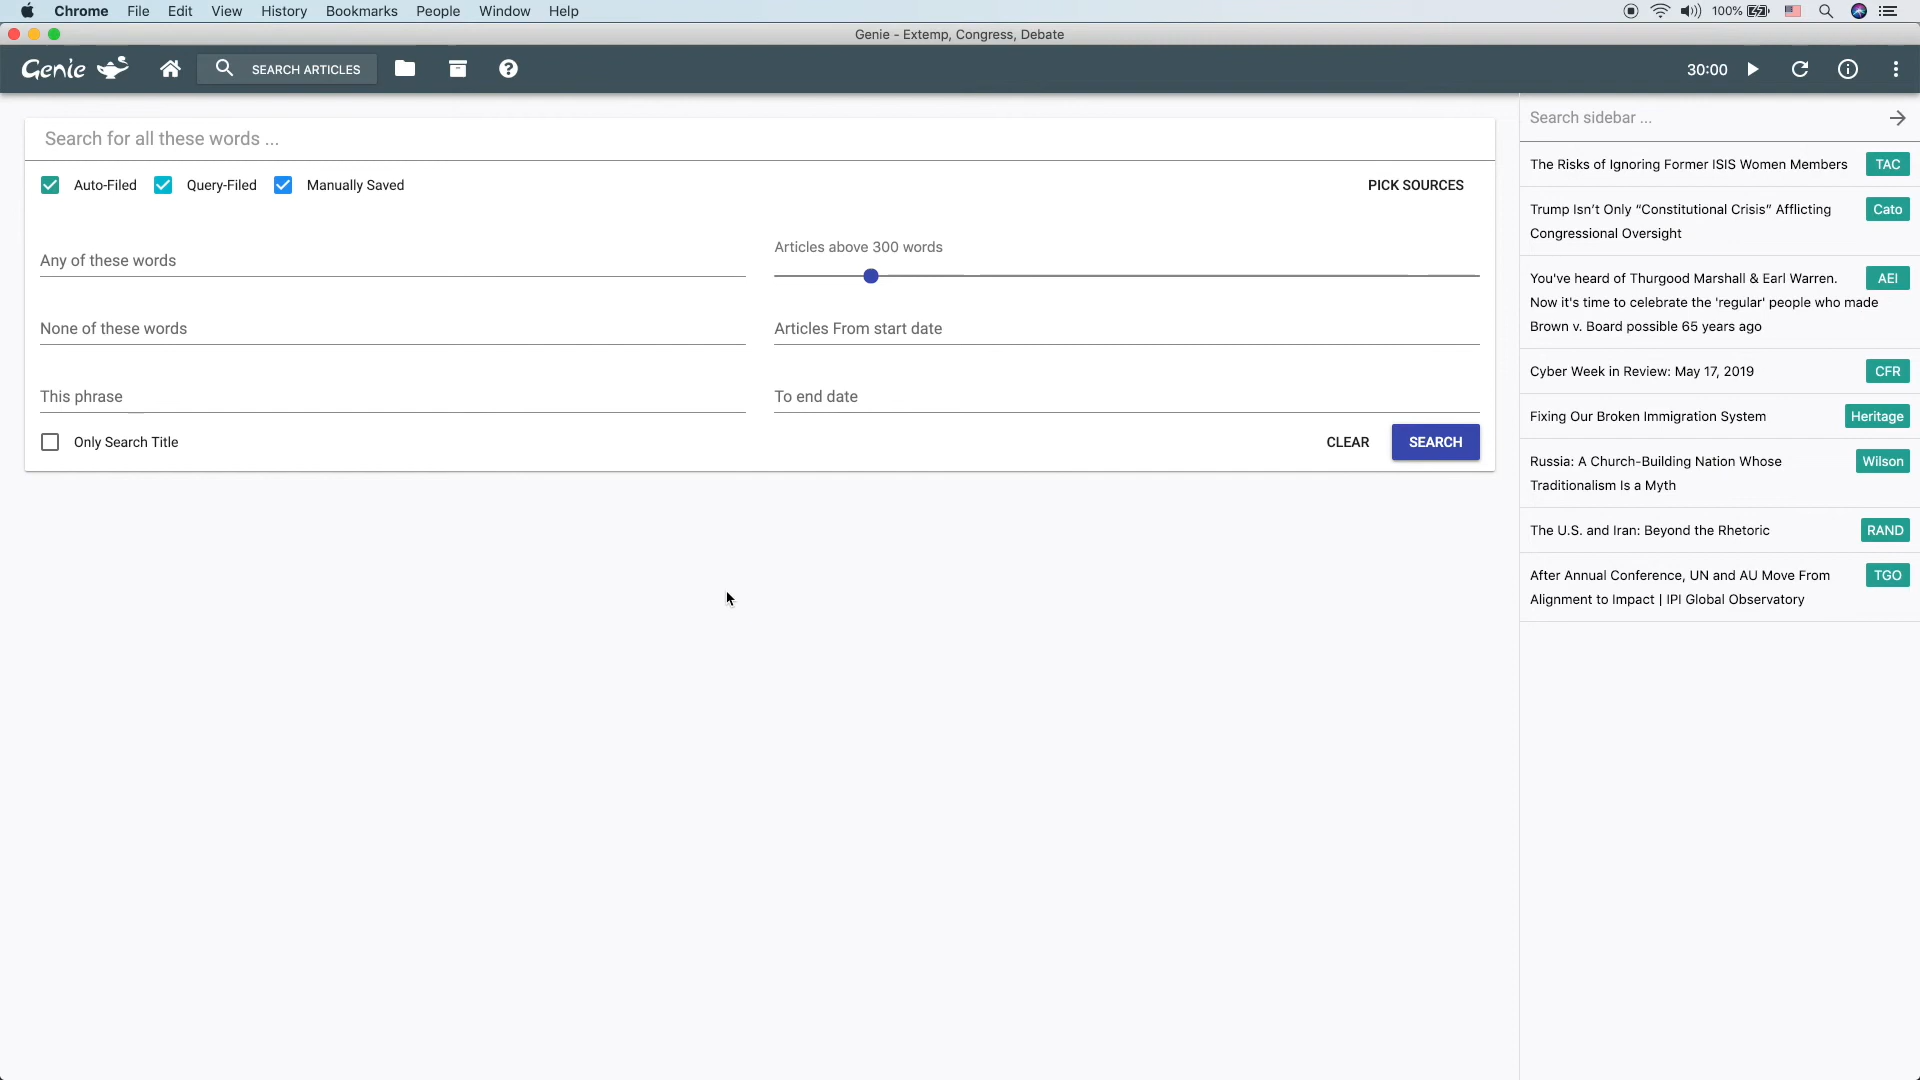 Chrome File Edit View History Bookmarks People Window Help 100%
Genie - Extemp, Congress, Debate
Genie SEARCH ARTICLES 30:00
Search for all these words ...
Auto-Filed Query-Filed Manually Saved PICK SOURCES
Any of these words
Articles above 300 words
None of these words
Articles From start date
This phrase
To end date
Only Search Title CLEAR SEARCH
Search sidebar ...
The Risks of Ignoring Former ISIS Women Members TAC
Trump Isn’t Only “Constitutional Crisis” Afflicting Cato
Congressional Oversight
You've heard of Thurgood Marshall & Earl Warren. AEI
Now it's time to celebrate the 'regular' people who made
Brown v. Board possible 65 years ago
Cyber Week in Review: May 17, 2019 CFR
Fixing Our Broken Immigration System Heritage
Russia: A Church-Building Nation Whose Wilson
Traditionalism Is a Myth
The U.S. and Iran: Beyond the Rhetoric RAND
After Annual Conference, UN and AU Move From TGO
Alignment to Impact | IPI Global Observatory